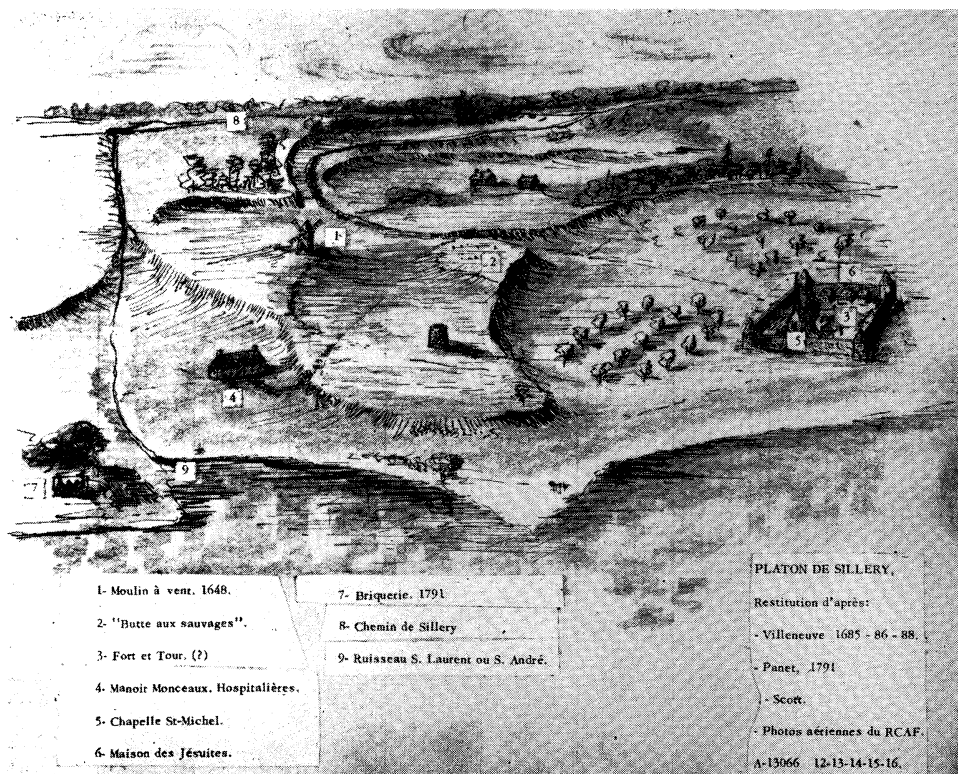 8
1
2
6
3
5
4
7
9
1- Moulin à vent. 1648.
2- "Butte aux sauvages".
3- Fort et Tour. (?)
4- Manoir Monceaux. Hospitalières.
5- Chapelle St-Michel.
6- Maison des Jésuites.
7- Briquerie. 1791
8- Chemin de Sillery
9- Ruisseau S. Laurent ou S. André.
PLATON DE SILLERY,
Restitution d'après:
- Villeneuve 1685 - 86 - 88.
- Panet, 1791
- Scott.
- Photos aériennes du RCAF.
A-13066 12-13-14-15-16.